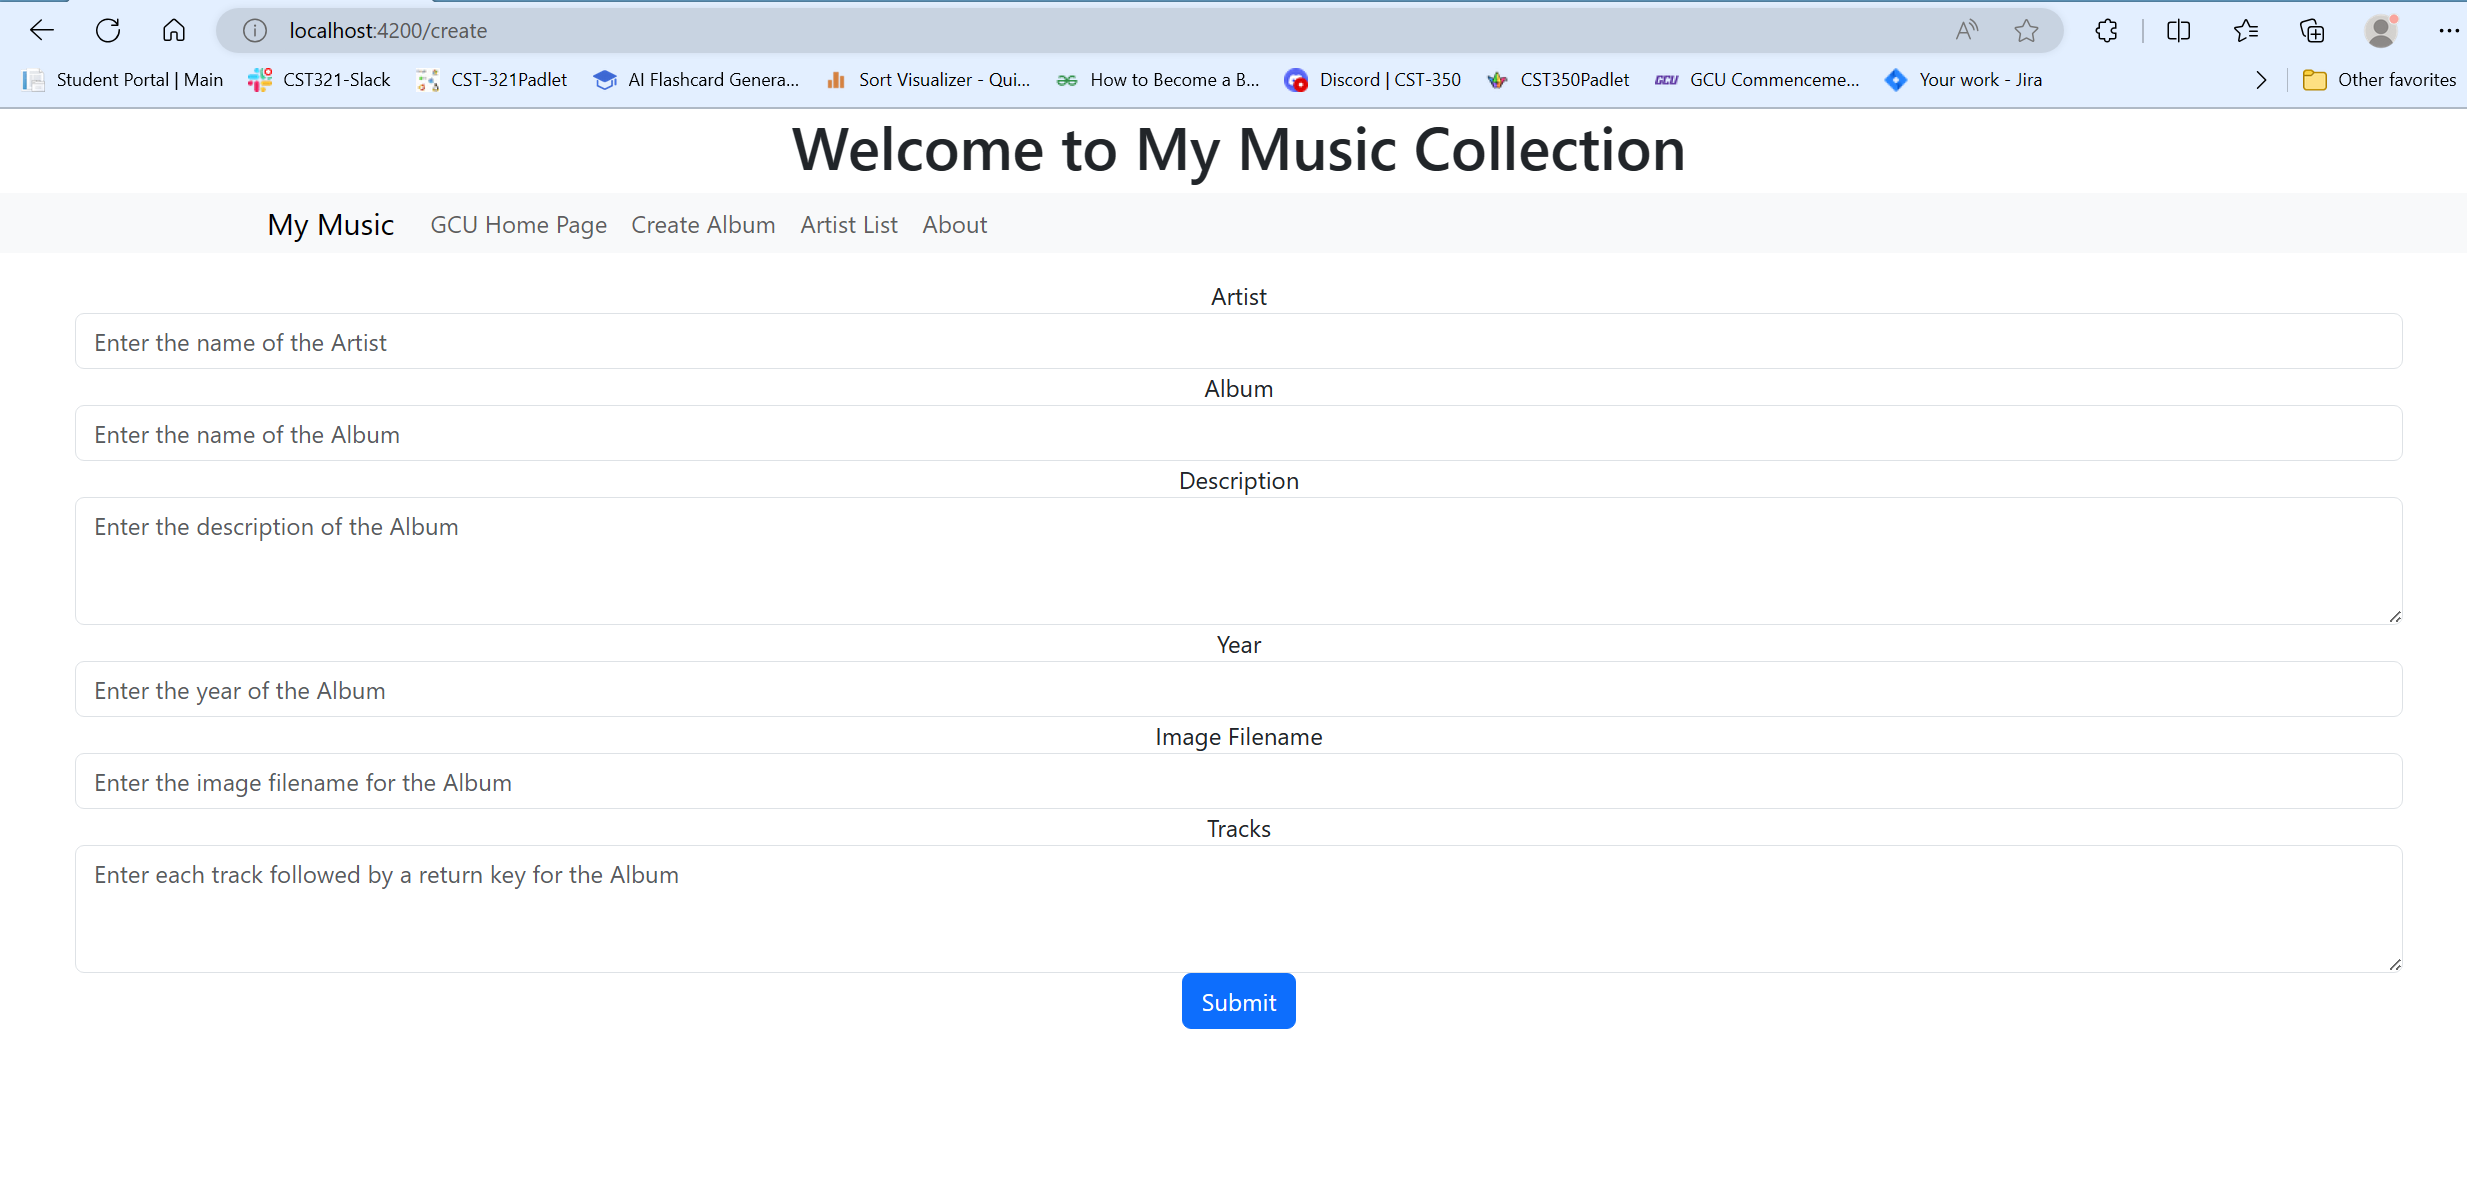 localhost:4200/create
Student Portal | Main CST321-Slack CST-321Padlet AI Flashcard Genera... Sort Visualizer - Qui... How to Become a B... Discord | CST-350 CST350Padlet GCU GCU Commenceme... Your work - Jira Other favorites
Welcome to My Music Collection
My Music GCU Home Page Create Album Artist List About
Artist
Enter the name of the Artist
Album
Enter the name of the Album
Description
Enter the description of the Album
Year
Enter the year of the Album
Image Filename
Enter the image filename for the Album
Tracks
Enter each track followed by a return key for the Album
Submit